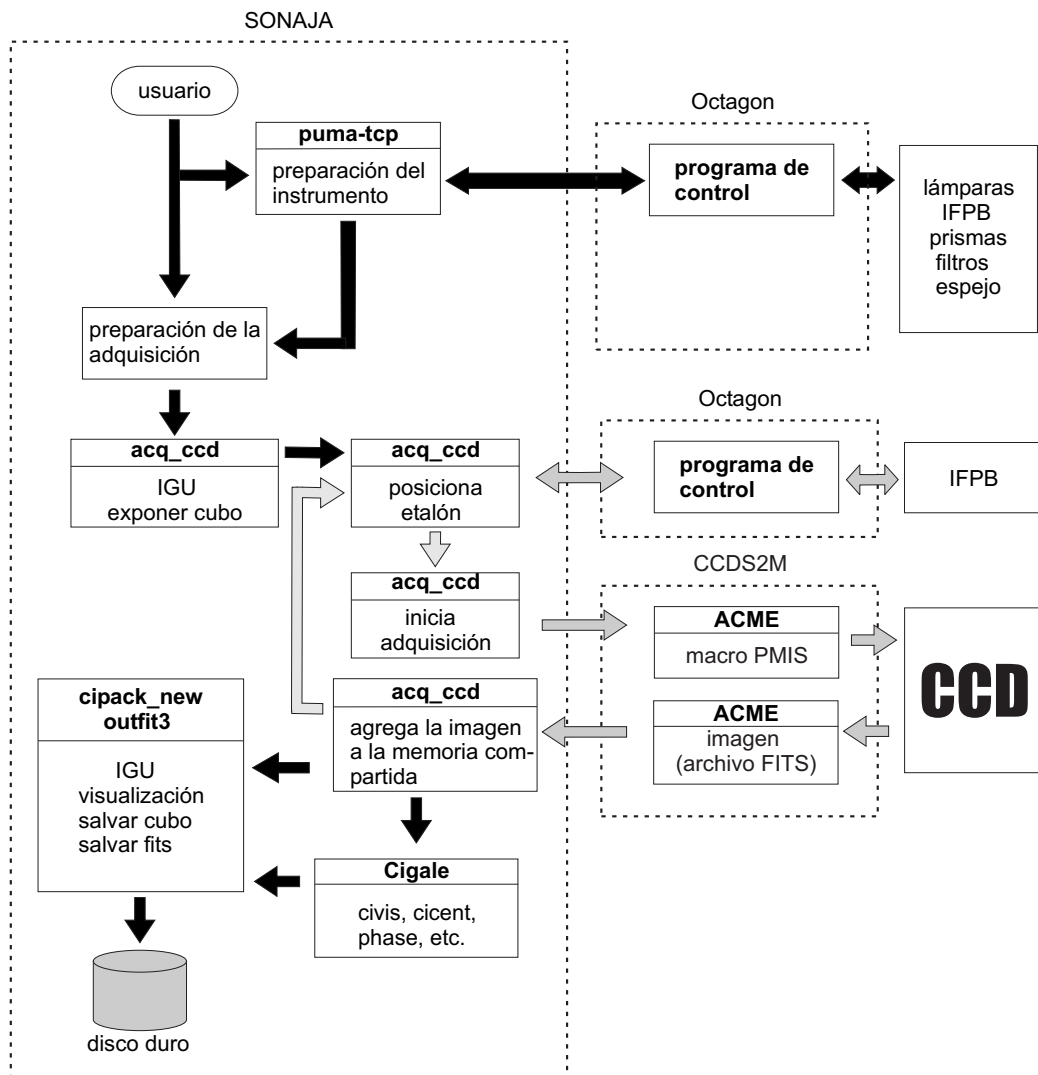 SONAJA
usuario
puma-tcp
preparación del
instrumento
Octagon
programa de
control
lámparas
IFPB
prismas
filtros
espejo
preparación de la
adquisición
acq_ccd
IGU
exponer cubo
acq_ccd
posiciona
etalón
Octagon
programa de
control
IFPB
acq_ccd
inicia
adquisición
CCDS2M
ACME
macro PMIS
CCD
ACME
imagen
(archivo FITS)
acq_ccd
agrega la imagen
a la memoria com-
partida
cipack_new
outfit3
IGU
visualización
salvar cubo
salvar fits
Cigale
civis, cicent,
phase, etc.
disco duro